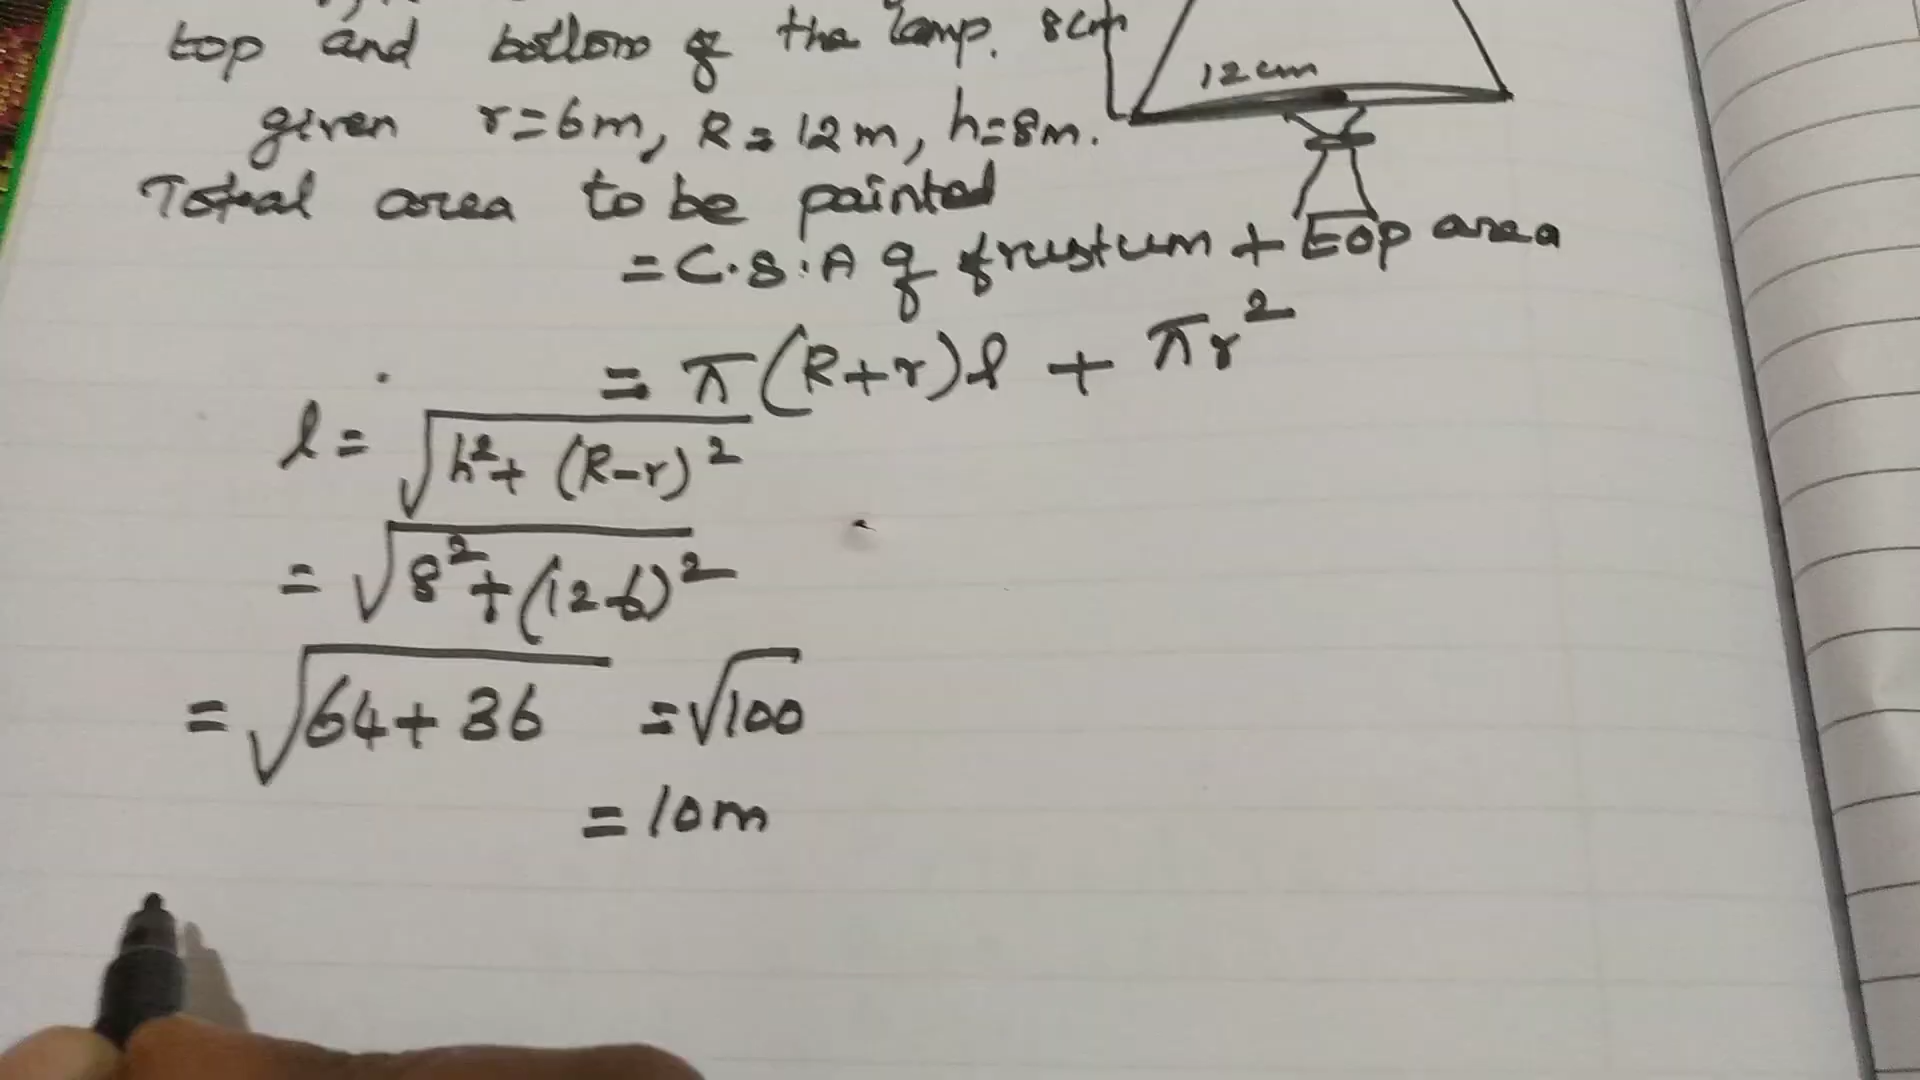 top and bottom of the lamp. 8cm
12cm
given r=6m, R=12m, h=8m.
Total area to be painted
=C.S.A of frustum + top area
= π(R+r)l + πr²
l = √h²+(R-r)²
= √8²+(12-6)²
= √64+36 =√100
= 10m